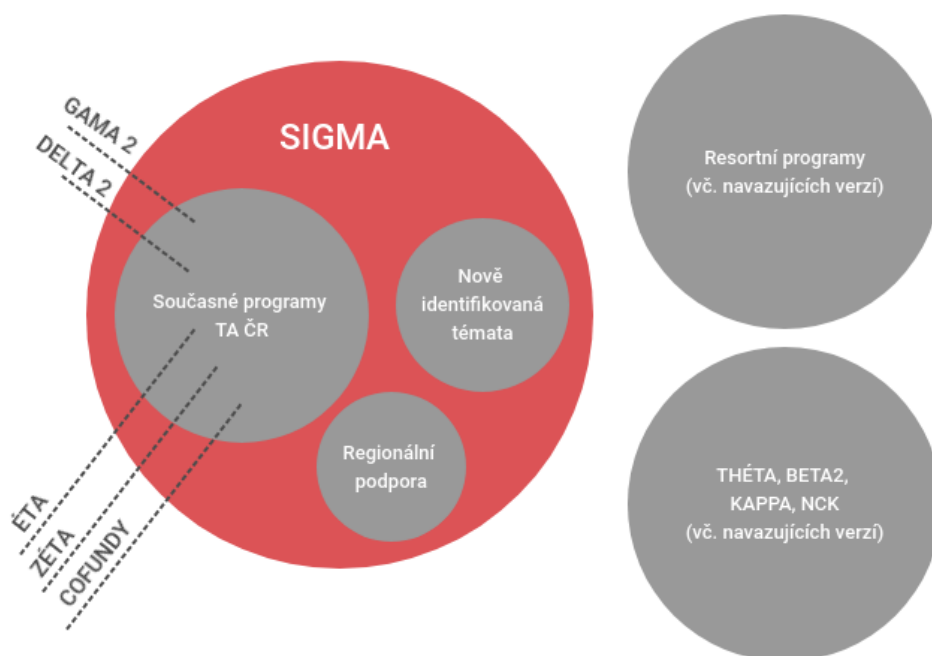 GAMA 2
DELTA 2
SIGMA
Současné programy
TA ČR
Nově
identifikovaná
témata
Regionální
podpora
ÉTA
ZÉTA
COFUNDY
Resortní programy
(vč. navazujících verzí)
THÉTA, BETA2,
KAPPA, NCK
(vč. navazujících verzí)